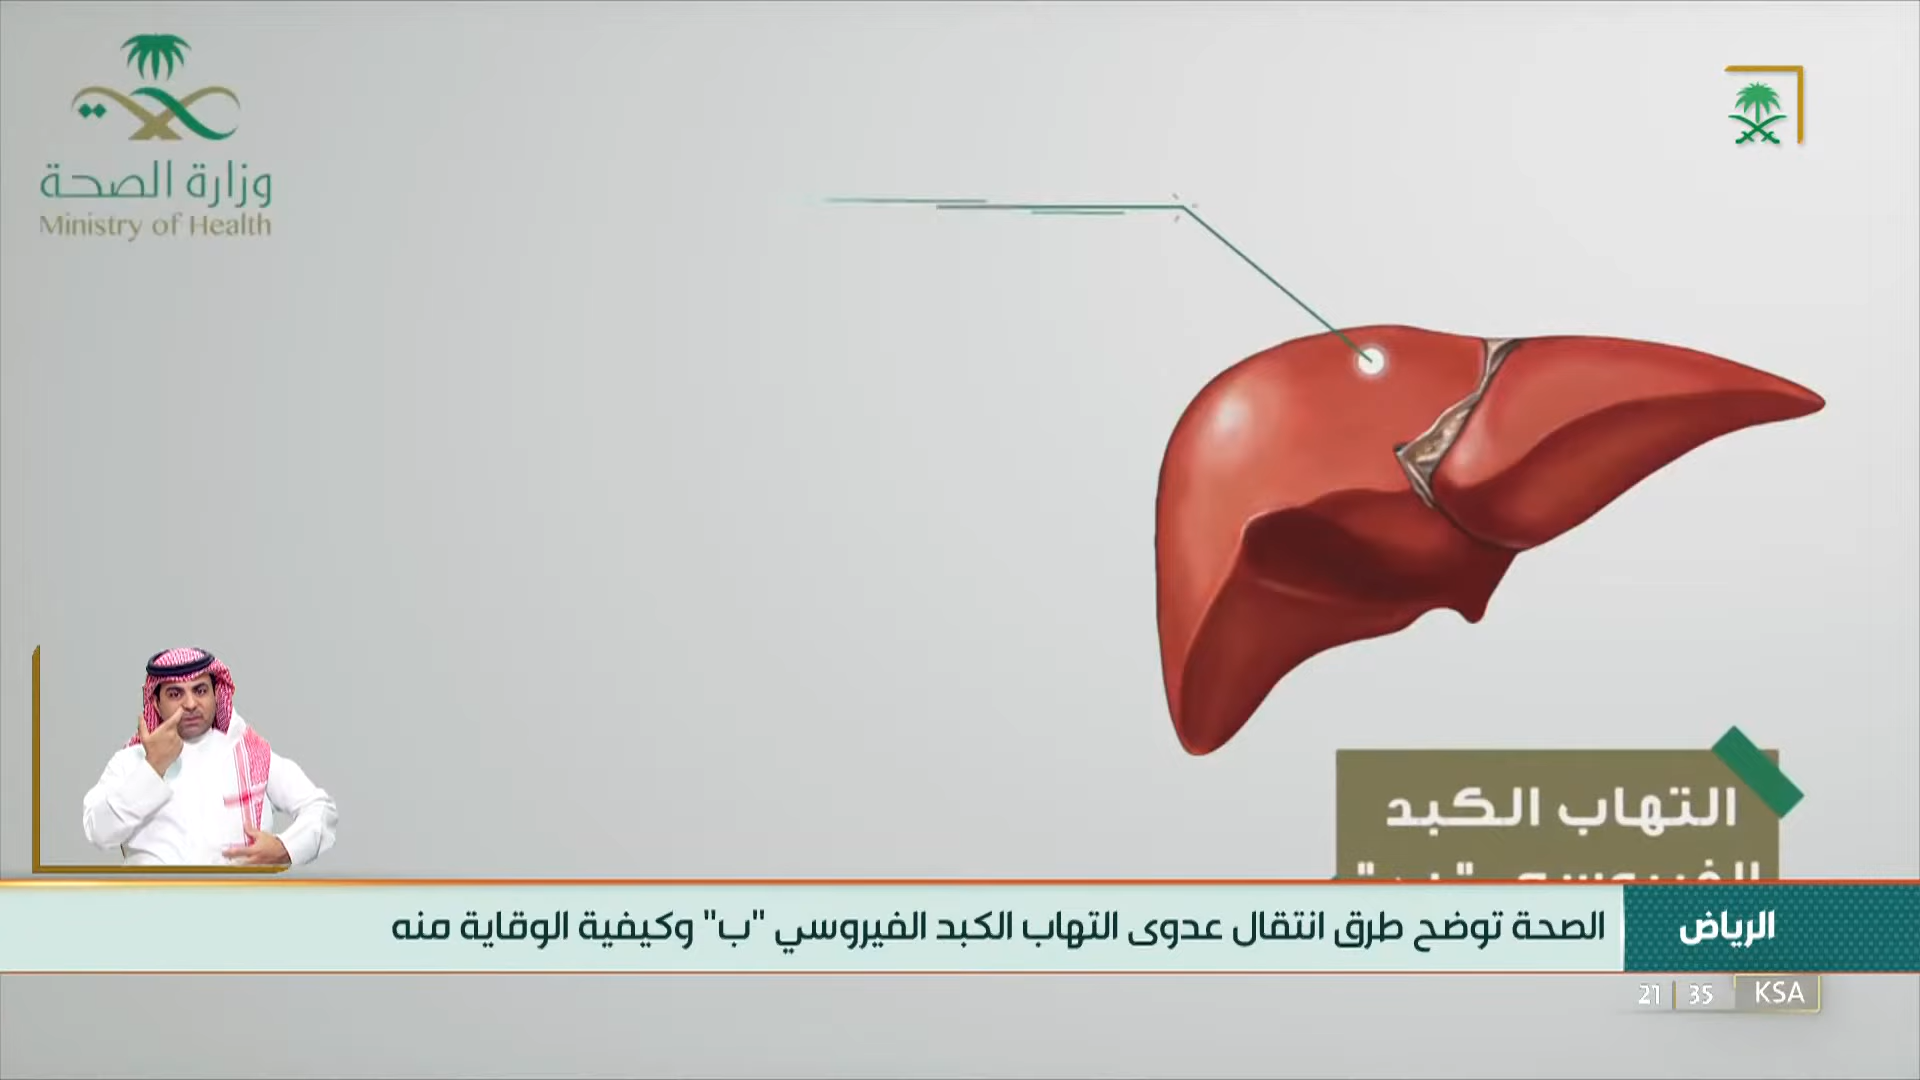 وزارة الصحة
Ministry of Health
التهاب الكبد
الفيروسي "ب"
الرياض
الصحة توضح طرق انتقال عدوى التهاب الكبد الفيروسي "ب" وكيفية الوقاية منه
21 | 35 KSA